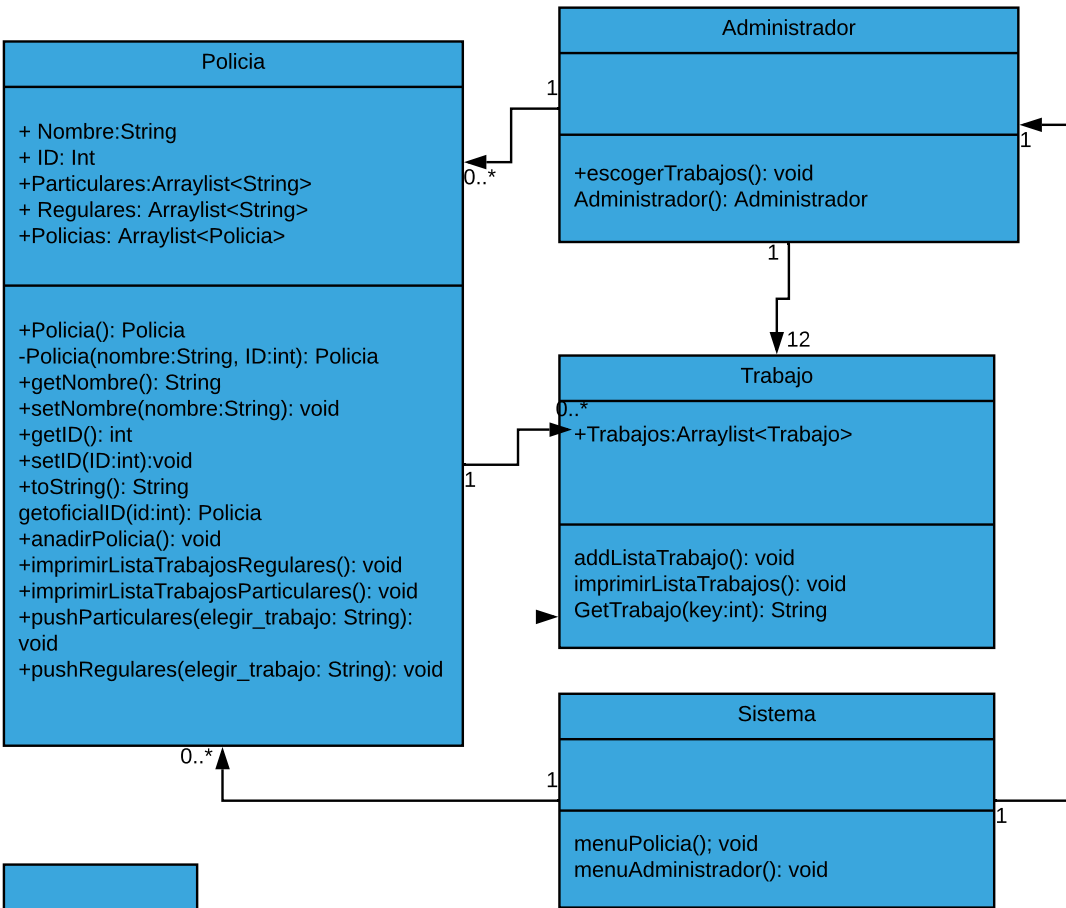 Policia
+ Nombre:String
+ ID: Int
+Particulares:Arraylist<String>
+ Regulares: Arraylist<String>
+Policias: Arraylist<Policia>
+Policia(): Policia
-Policia(nombre:String, ID:int): Policia
+getNombre(): String
+setNombre(nombre:String): void
+getID(): int
+setID(ID:int):void
+toString(): String
getoficialID(id:int): Policia
+anadirPolicia(): void
+imprimirListaTrabajosRegulares(): void
+imprimirListaTrabajosParticulares(): void
+pushParticulares(elegir_trabajo: String):
void
+pushRegulares(elegir_trabajo: String): void
0..*
1
0..*
1
Administrador
+escogerTrabajos(): void
Administrador(): Administrador
1
1
12
Trabajo
0..*
+Trabajos:Arraylist<Trabajo>
addListaTrabajo(): void
imprimirListaTrabajos(): void
GetTrabajo(key:int): String
1
Sistema
menuPolicia(); void
menuAdministrador(): void
1